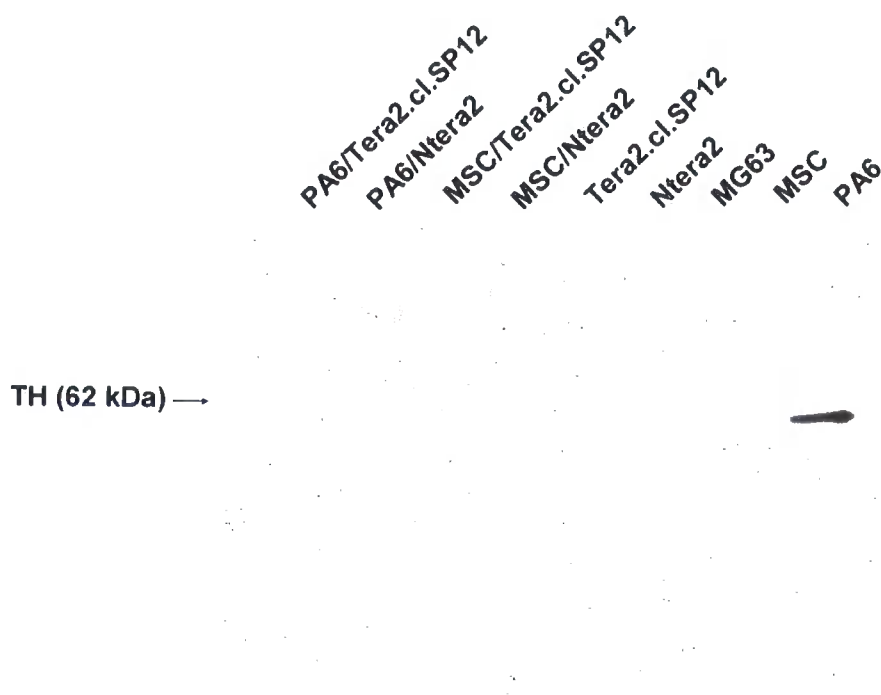 PA6/Tera2.cl.SP12
PA6/Ntera2
MSC/Tera2.cl.SP12
MSC/Ntera2
Tera2.cl.SP12
Ntera2
MG63
MSC
PA6
TH (62 kDa)